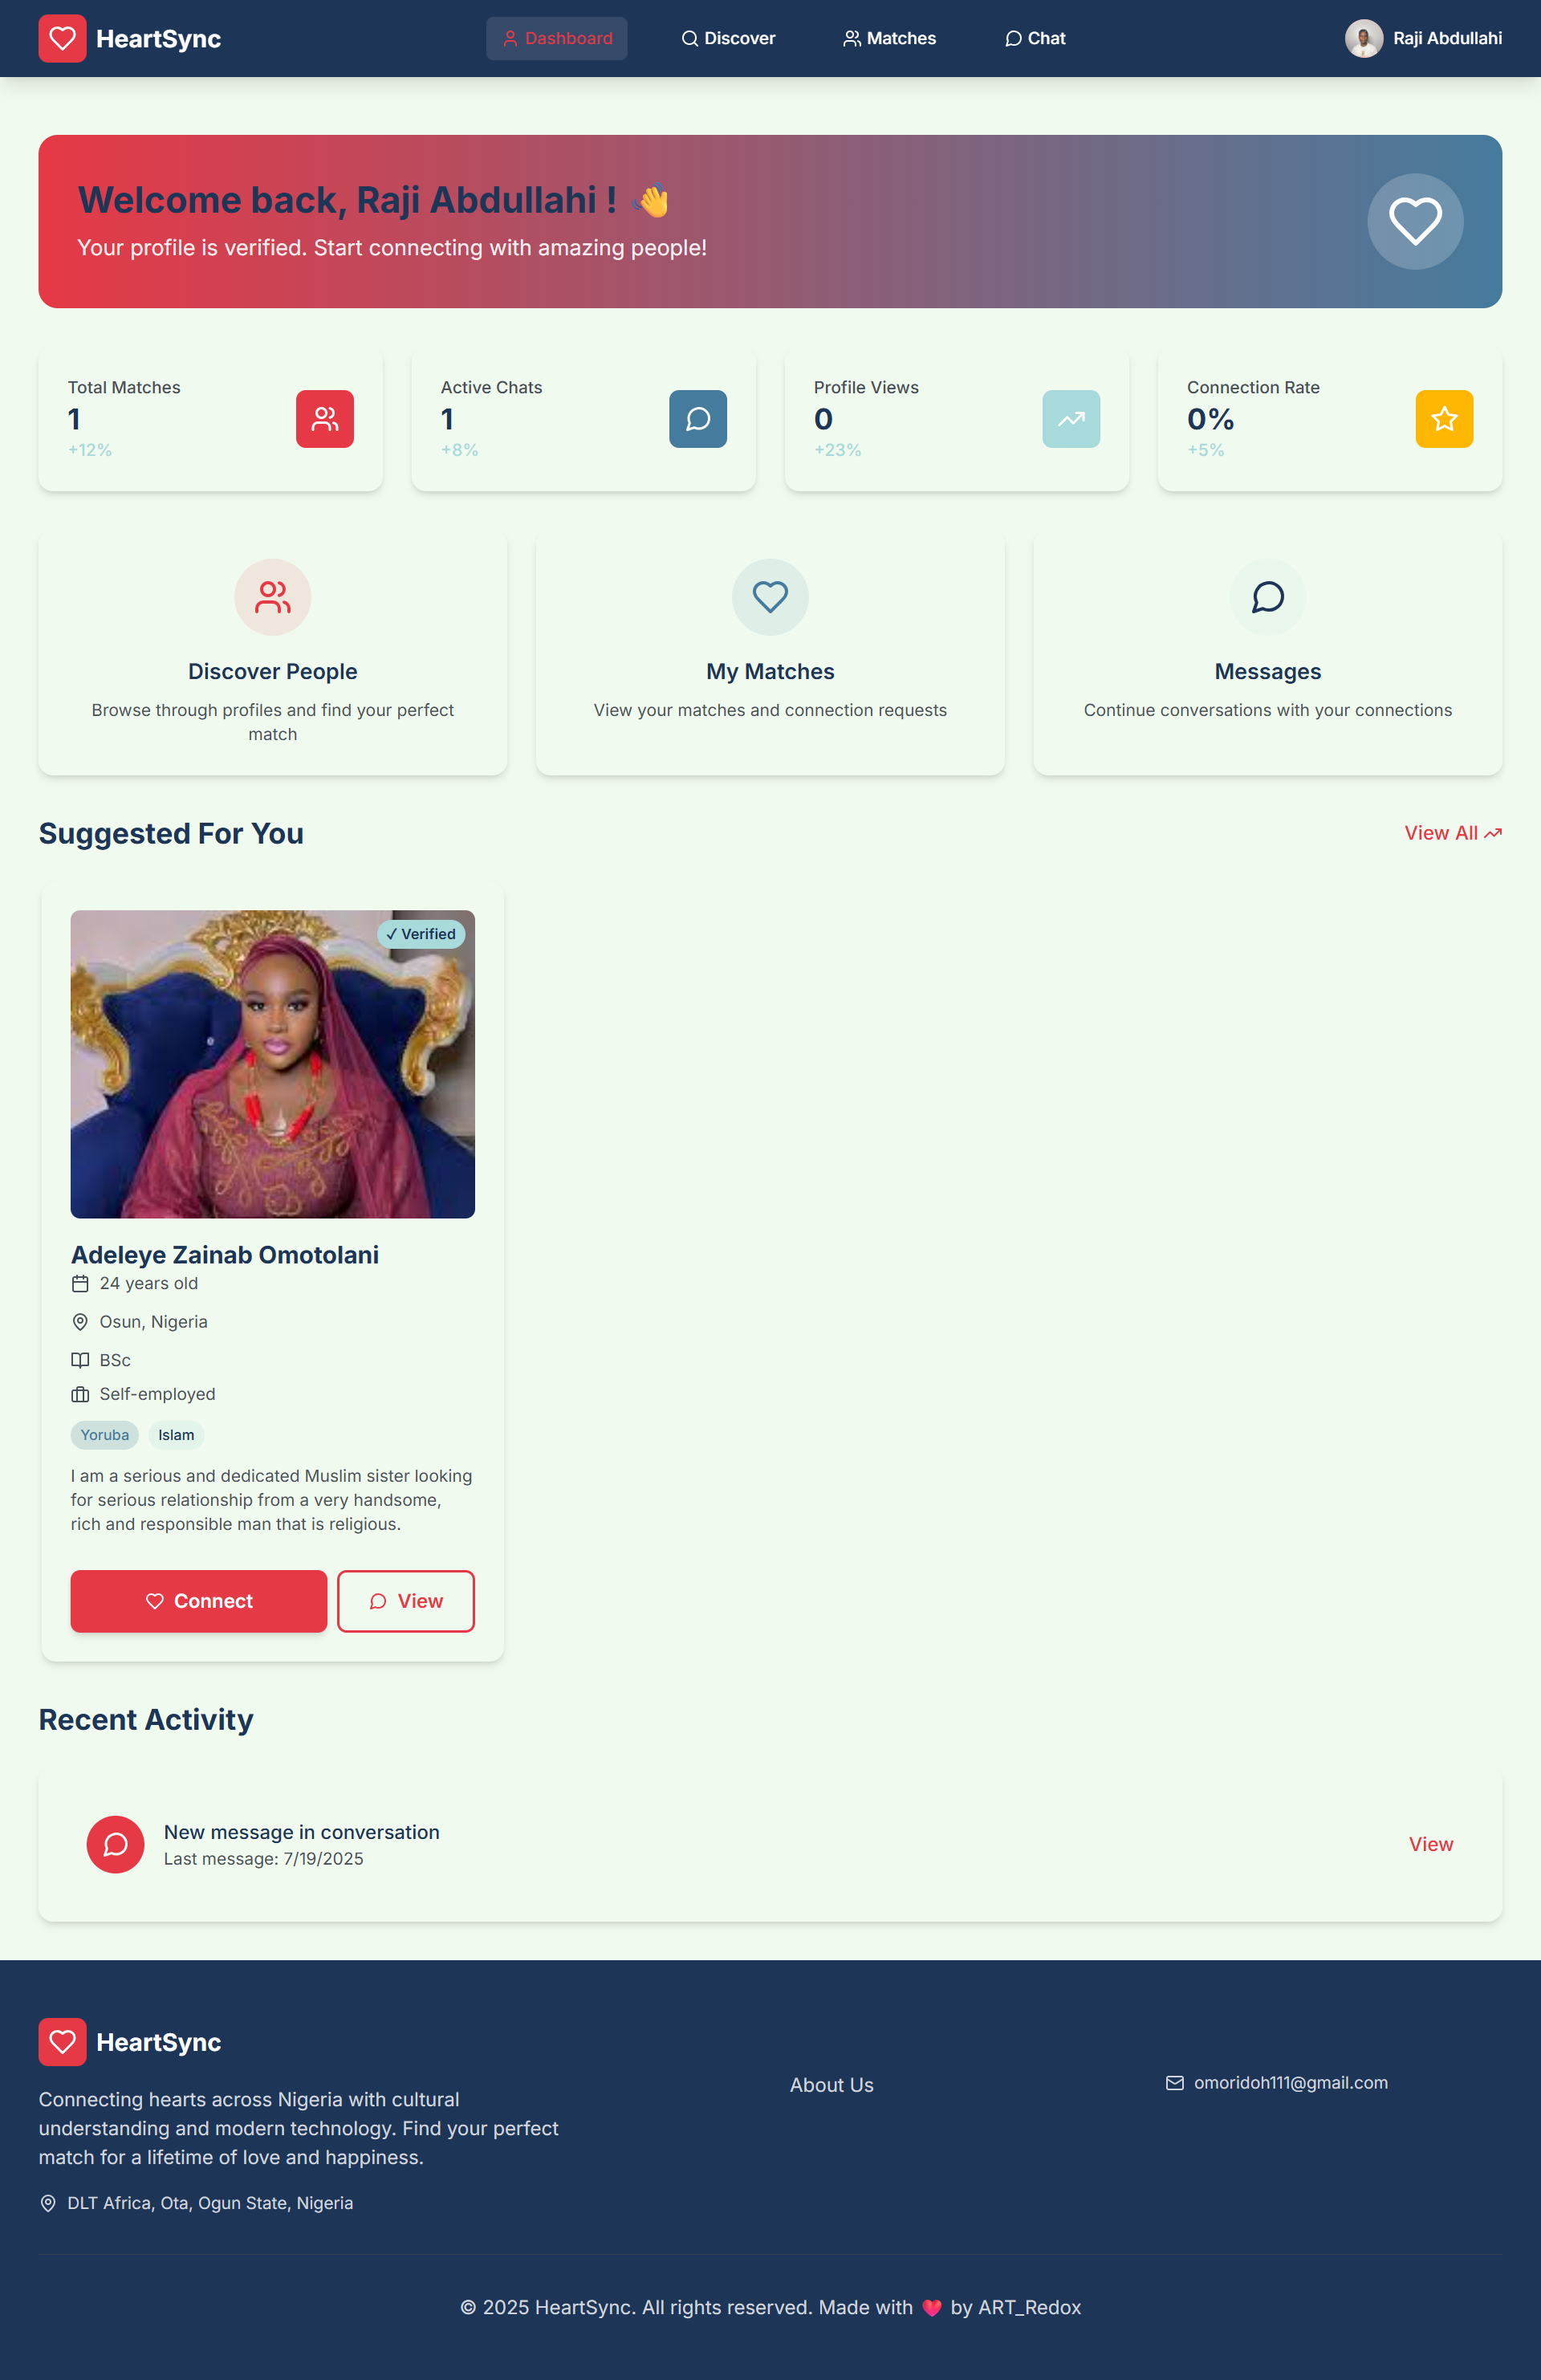 HeartSync
Dashboard
Discover
Matches
Chat
Raji Abdullahi
Welcome back, Raji Abdullahi ! 👋
Your profile is verified. Start connecting with amazing people!
Total Matches
1
+12%
Active Chats
1
+8%
Profile Views
0
+23%
Connection Rate
0%
+5%
Discover People
Browse through profiles and find your perfect
match
My Matches
View your matches and connection requests
Messages
Continue conversations with your connections
Suggested For You
View All
✓ Verified
Adeleye Zainab Omotolani
24 years old
Osun, Nigeria
BSc
Self-employed
Yoruba
Islam
I am a serious and dedicated Muslim sister looking
for serious relationship from a very handsome,
rich and responsible man that is religious.
Connect
View
Recent Activity
New message in conversation
Last message: 7/19/2025
View
HeartSync
Connecting hearts across Nigeria with cultural
understanding and modern technology. Find your perfect
match for a lifetime of love and happiness.
DLT Africa, Ota, Ogun State, Nigeria
About Us
omoridoh111@gmail.com
© 2025 HeartSync. All rights reserved. Made with ❤️ by ART_Redox